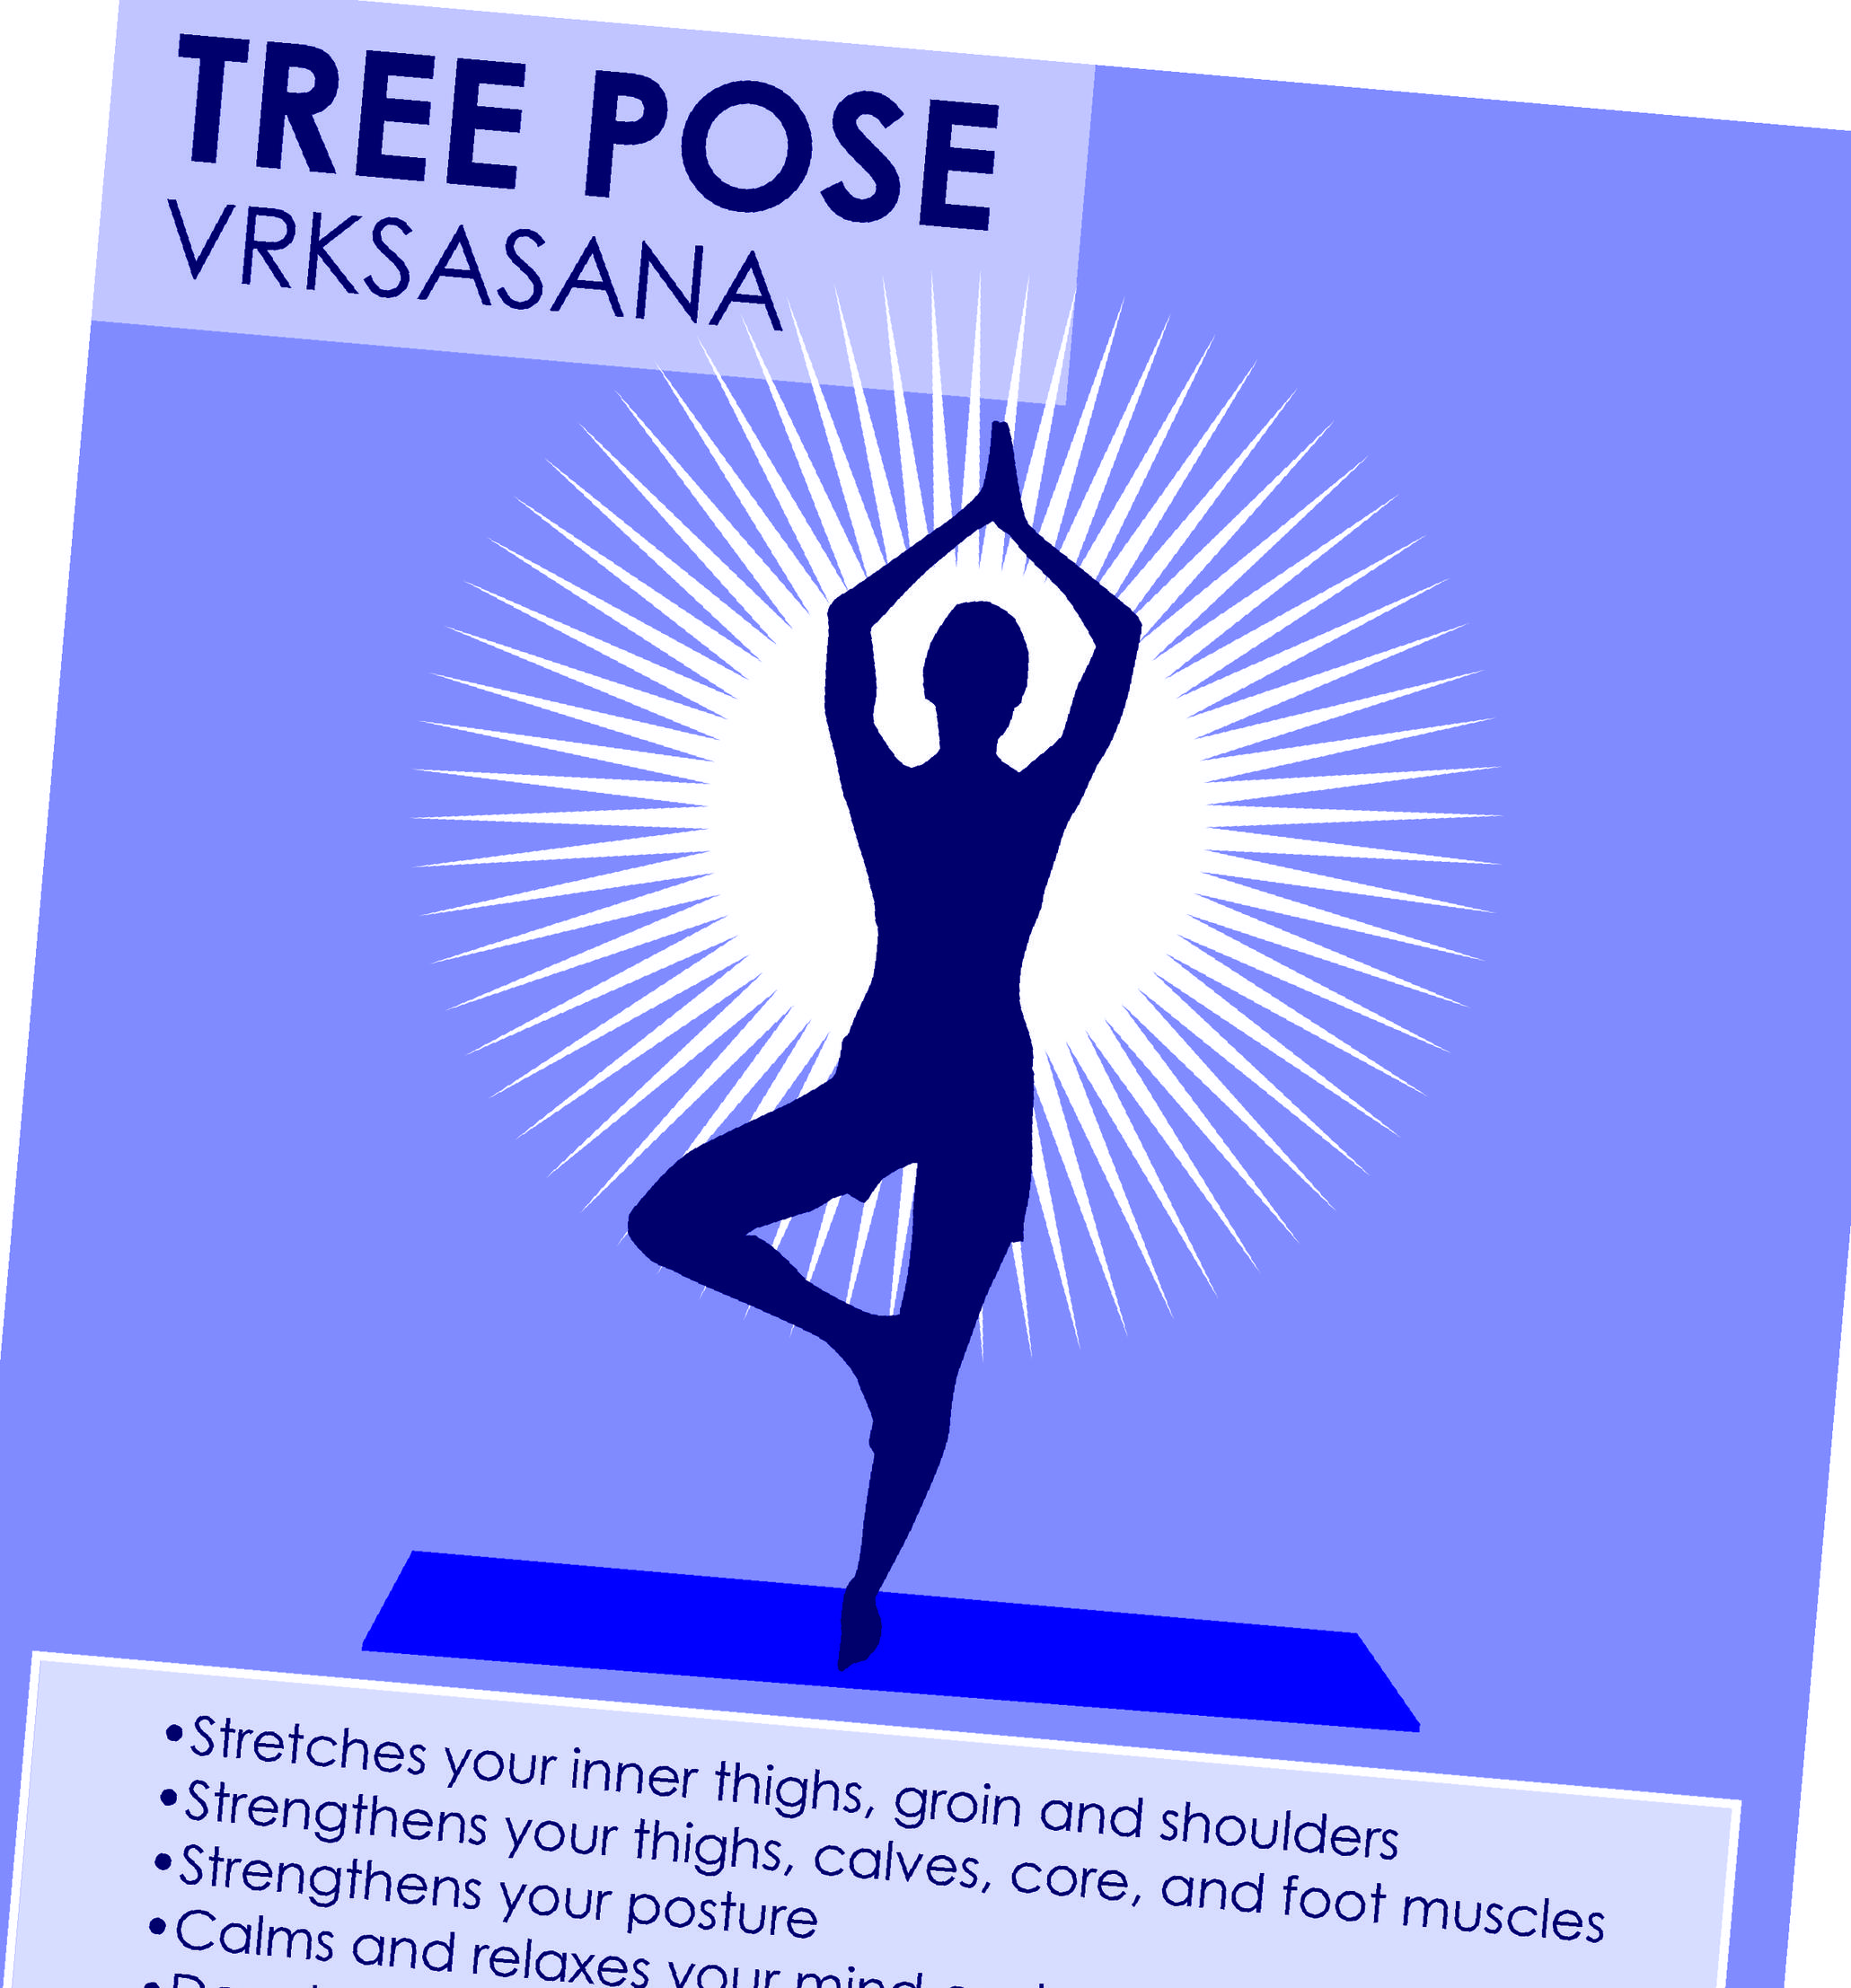 TREE POSE
VRKSASANA
•Stretches your inner thighs, groin and shoulders
•Strengthens your thighs, calves, core, and foot muscles
•Strengthens your posture
•Calms and relaxes your mind